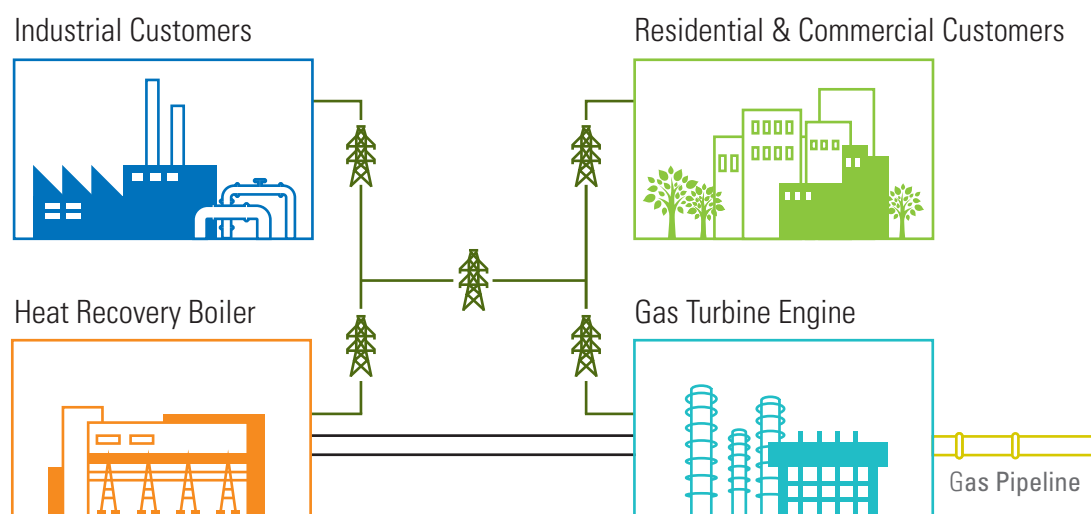 Industrial Customers
Residential & Commercial Customers
Heat Recovery Boiler
Gas Turbine Engine
Gas Pipeline